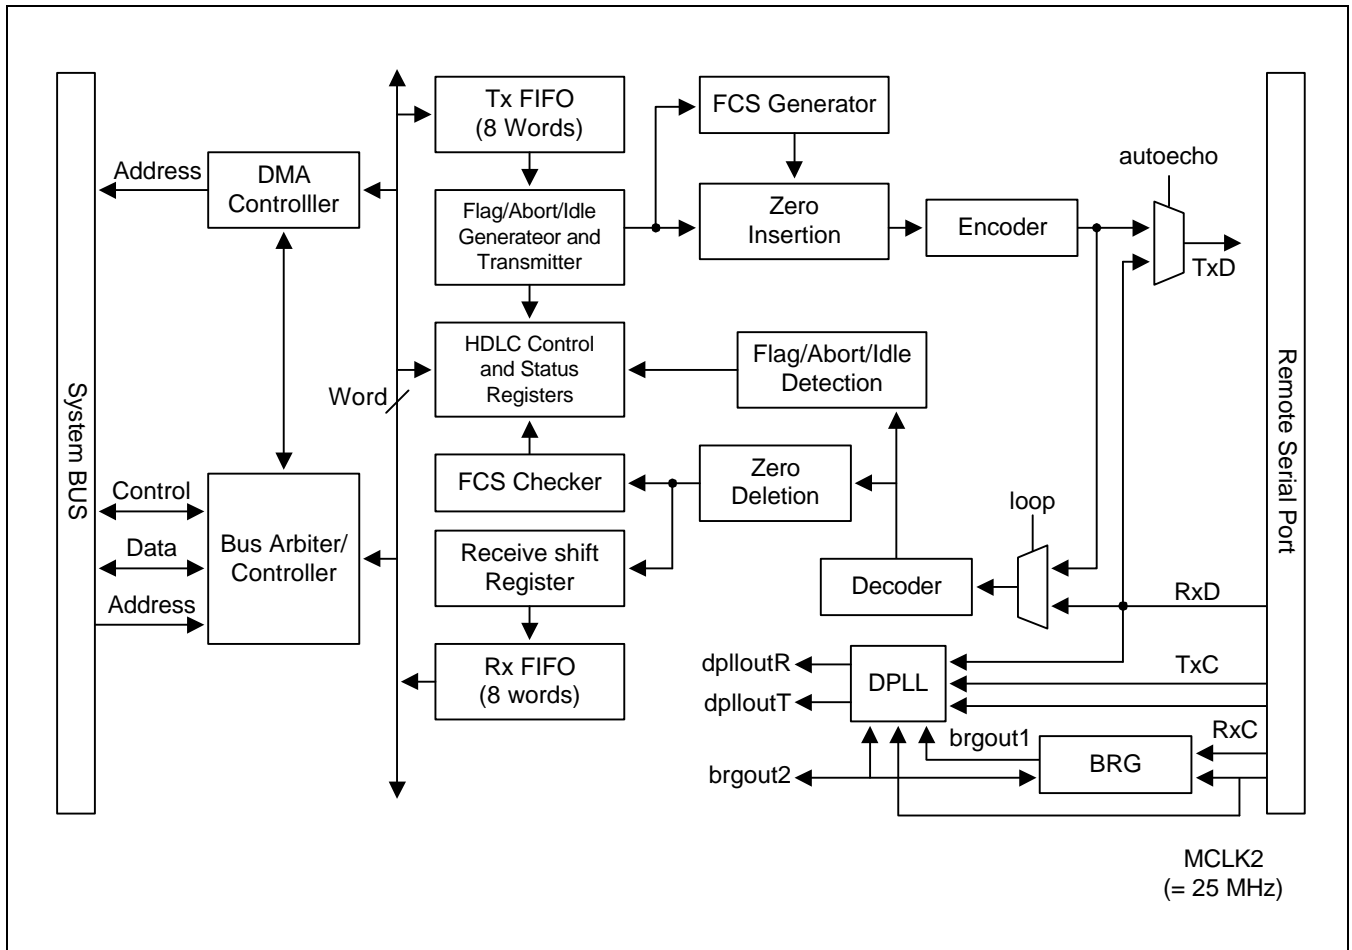 System BUS
Address
DMA
Controlller
Control
Data
Address
Bus Arbiter/
Controller
Word
Tx FIFO
(8 Words)
Flag/Abort/Idle
Generateor and
Transmitter
HDLC Control
and Status
Registers
FCS Checker
Receive shift
Register
Rx FIFO
(8 words)
FCS Generator
Zero
Insertion
Encoder
autoecho
TxD
Flag/Abort/Idle
Detection
Zero
Deletion
loop
Decoder
RxD
dplloutR
dplloutT
DPLL
TxC
RxC
brgout1
brgout2
BRG
Remote Serial Port
MCLK2
(= 25 MHz)